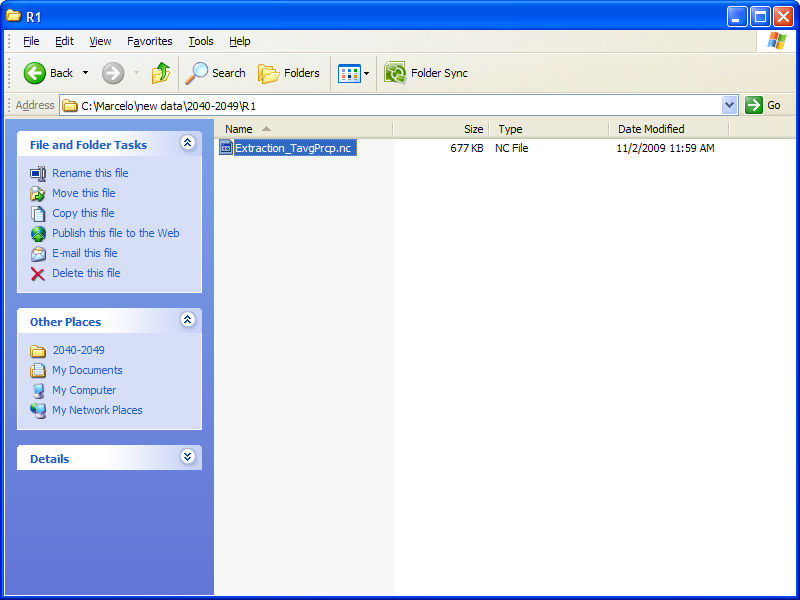 R1
File Edit View Favorites Tools Help
Back Search Folders Folder Sync
Address C:\Marcelo\new data\2040-2049\R1 Go
Name Size Type Date Modified
Extraction_TavgPrcp.nc 677 KB NC File 11/2/2009 11:59 AM
File and Folder Tasks
Rename this file
Move this file
Copy this file
Publish this file to the Web
E-mail this file
Delete this file
Other Places
2040-2049
My Documents
My Computer
My Network Places
Details